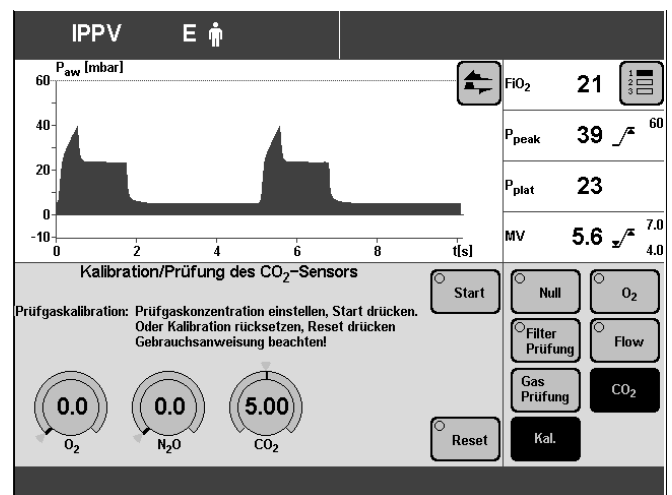 IPPV E
Paw [mbar]
60
40
20
0
-10
0 2 4 6 8 t[s]
FiO2 21
1
2
3
Ppeak 39 60
Pplat 23
MV 5.6 7.0
4.0
Kalibration/Prüfung des CO2-Sensors
Prüfgaskalibration: Prüfgaskonzentration einstellen, Start drücken.
Oder Kalibration rücksetzen, Reset drücken
Gebrauchsanweisung beachten!
0.0
O2
0.0
N2O
5.00
CO2
Start
Reset
Null
O2
Filter
Prüfung
Flow
Gas
Prüfung
CO2
Kal.